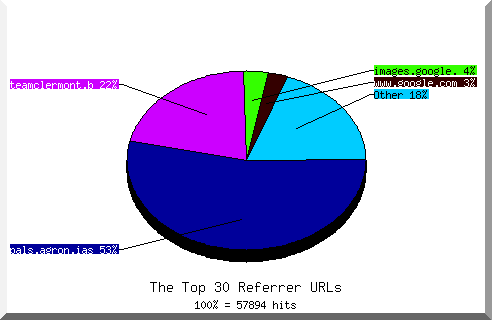 images.google. 4%
www.google.com 3%
teamclermont.b 22%
Other 18%
pals.agron.ias 53%
The Top 30 Referrer URLs
100% = 57894 hits